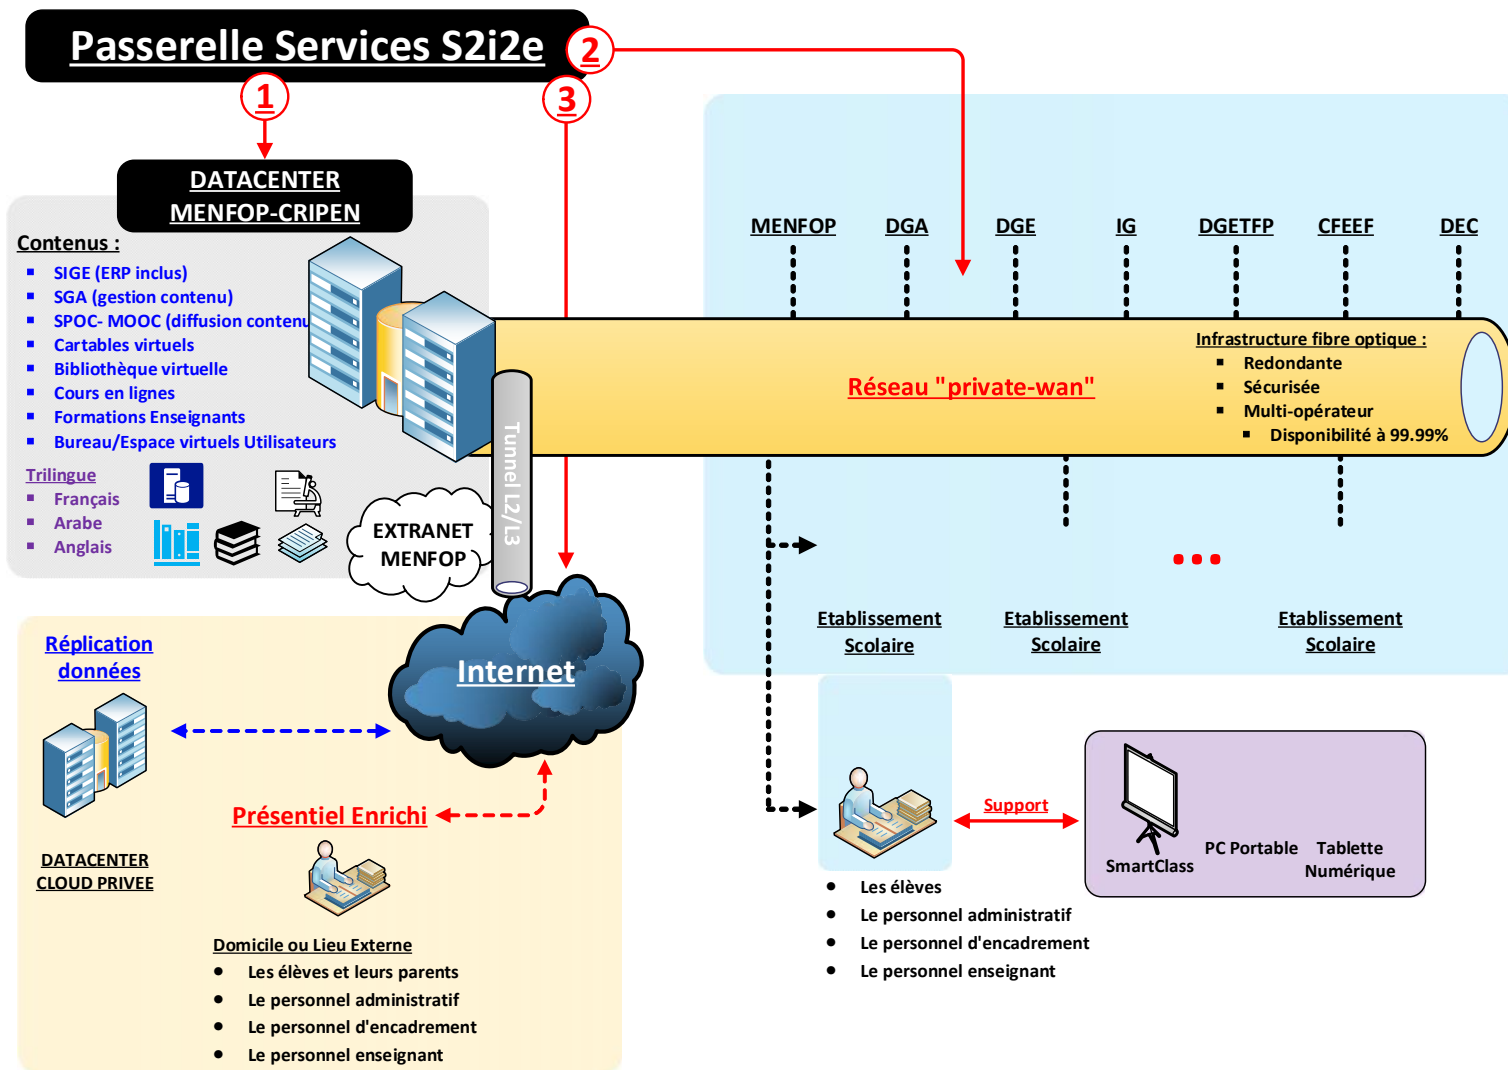 Passerelle Services S2i2e
2
1
3
DATACENTER
MENFOP-CRIPEN
Contenus :
▪ SIGE (ERP inclus)
▪ SGA (gestion contenu)
▪ SPOC- MOOC (diffusion contenu
▪ Cartables virtuels
▪ Bibliothèque virtuelle
▪ Cours en lignes
▪ Formations Enseignants
▪ Bureau/Espace virtuels Utilisateurs
Trilingue
▪ Français
▪ Arabe
▪ Anglais
EXTRANET
MENFOP
Tunnel L2/L3
MENFOP
DGA
DGE
IG
DGETFP
CFEEF
DEC
Réseau "private-wan"
Infrastructure fibre optique :
▪ Redondante
▪ Sécurisée
▪ Multi-opérateur
▪ Disponibilité à 99.99%
...
Etablissement
Scolaire
Etablissement
Scolaire
Etablissement
Scolaire
Internet
Réplication
données
DATACENTER
CLOUD PRIVEE
Présentiel Enrichi
Domicile ou Lieu Externe
• Les élèves et leurs parents
• Le personnel administratif
• Le personnel d'encadrement
• Le personnel enseignant
Support
SmartClass
PC Portable
Tablette
Numérique
• Les élèves
• Le personnel administratif
• Le personnel d'encadrement
• Le personnel enseignant